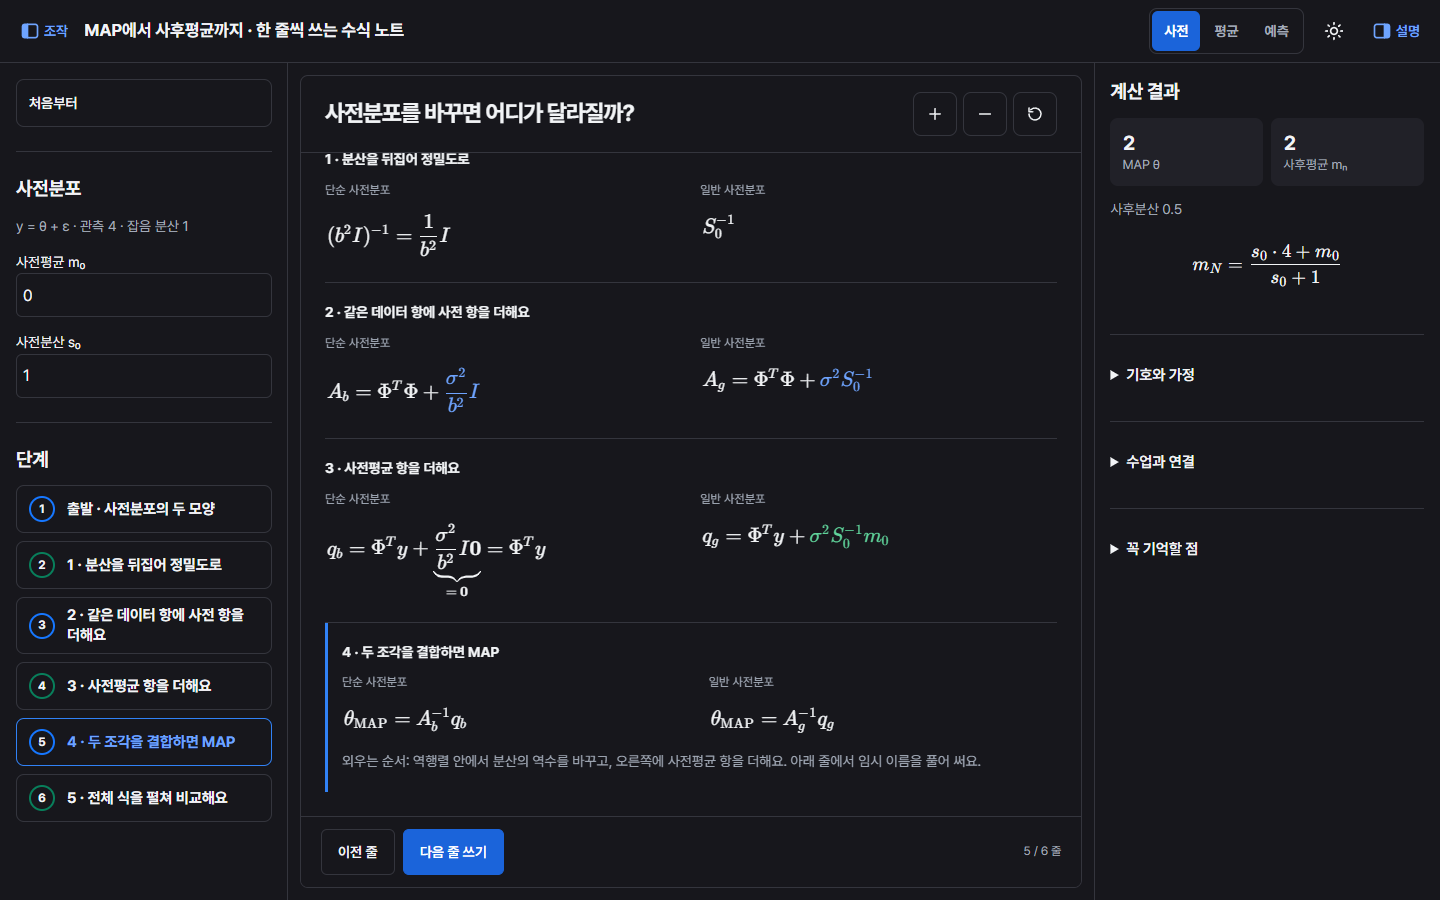 조작
MAP에서 사후평균까지 · 한 줄씩 쓰는 수식 노트
사전 평균 예측
설명
처음부터
사전분포
y = θ + ε · 관측 4 · 잡음 분산 1
사전평균 m₀
0
사전분산 s₀
1
단계
1 출발 · 사전분포의 두 모양
2 1 · 분산을 뒤집어 정밀도로
3 2 · 같은 데이터 항에 사전 항을
더해요
4 3 · 사전평균 항을 더해요
5 4 · 두 조각을 결합하면 MAP
6 5 · 전체 식을 펼쳐 비교해요
사전분포를 바꾸면 어디가 달라질까?
+ −
1 · 분산을 뒤집어 정밀도로
단순 사전분포 일반 사전분포
(b²I)⁻¹ = 1/b² I S₀⁻¹
2 · 같은 데이터 항에 사전 항을 더해요
단순 사전분포 일반 사전분포
A_b = Φᵀ Φ + σ²/b² I A_g = Φᵀ Φ + σ² S₀⁻¹
3 · 사전평균 항을 더해요
단순 사전분포 일반 사전분포
q_b = Φᵀ y + σ²/b² I0 = Φᵀ y q_g = Φᵀ y + σ² S₀⁻¹ m₀
= 0
4 · 두 조각을 결합하면 MAP
단순 사전분포 일반 사전분포
θ_MAP = A_b⁻¹ q_b θ_MAP = A_g⁻¹ q_g
외우는 순서: 역행렬 안에서 분산의 역수를 바꾸고, 오른쪽에 사전평균 항을 더해요. 아래 줄에서 임시 이름을 풀어 써요.
이전 줄 다음 줄 쓰기 5 / 6 줄
계산 결과
2 2
MAP θ 사후평균 mₙ
사후분산 0.5
m_N = (s₀ · 4 + m₀)/(s₀ + 1)
▶ 기호와 가정
▶ 수업과 연결
▶ 꼭 기억할 점